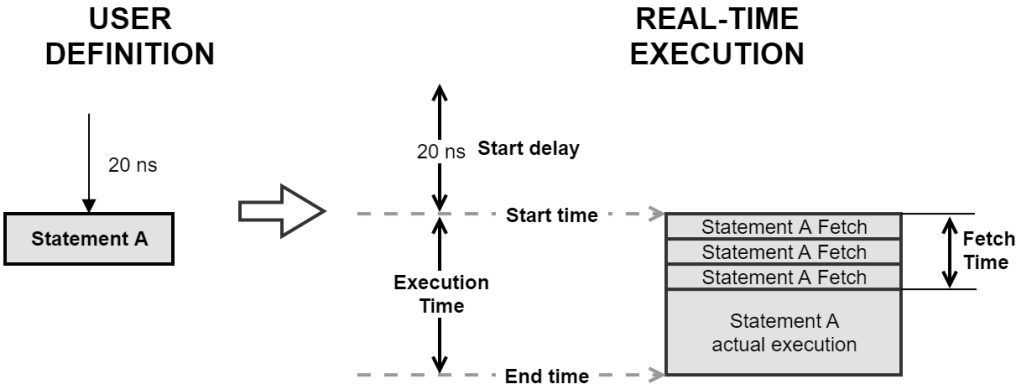 USER
DEFINITION
REAL-TIME
EXECUTION
20 ns
Statement A
20 ns
Start delay
Start time
Execution
Time
End time
Statement A Fetch
Statement A Fetch
Statement A Fetch
Statement A
actual execution
Fetch
Time